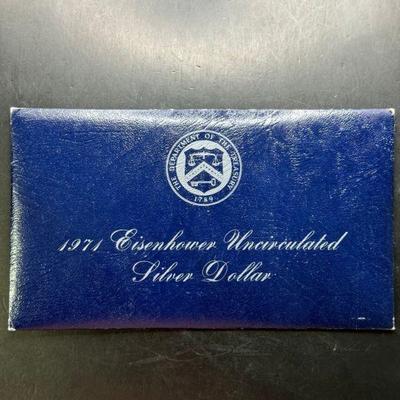 THE DEPARTMENT OF THE TREASURY
1789
1971 Eisenhower Uncirculated
Silver Dollar